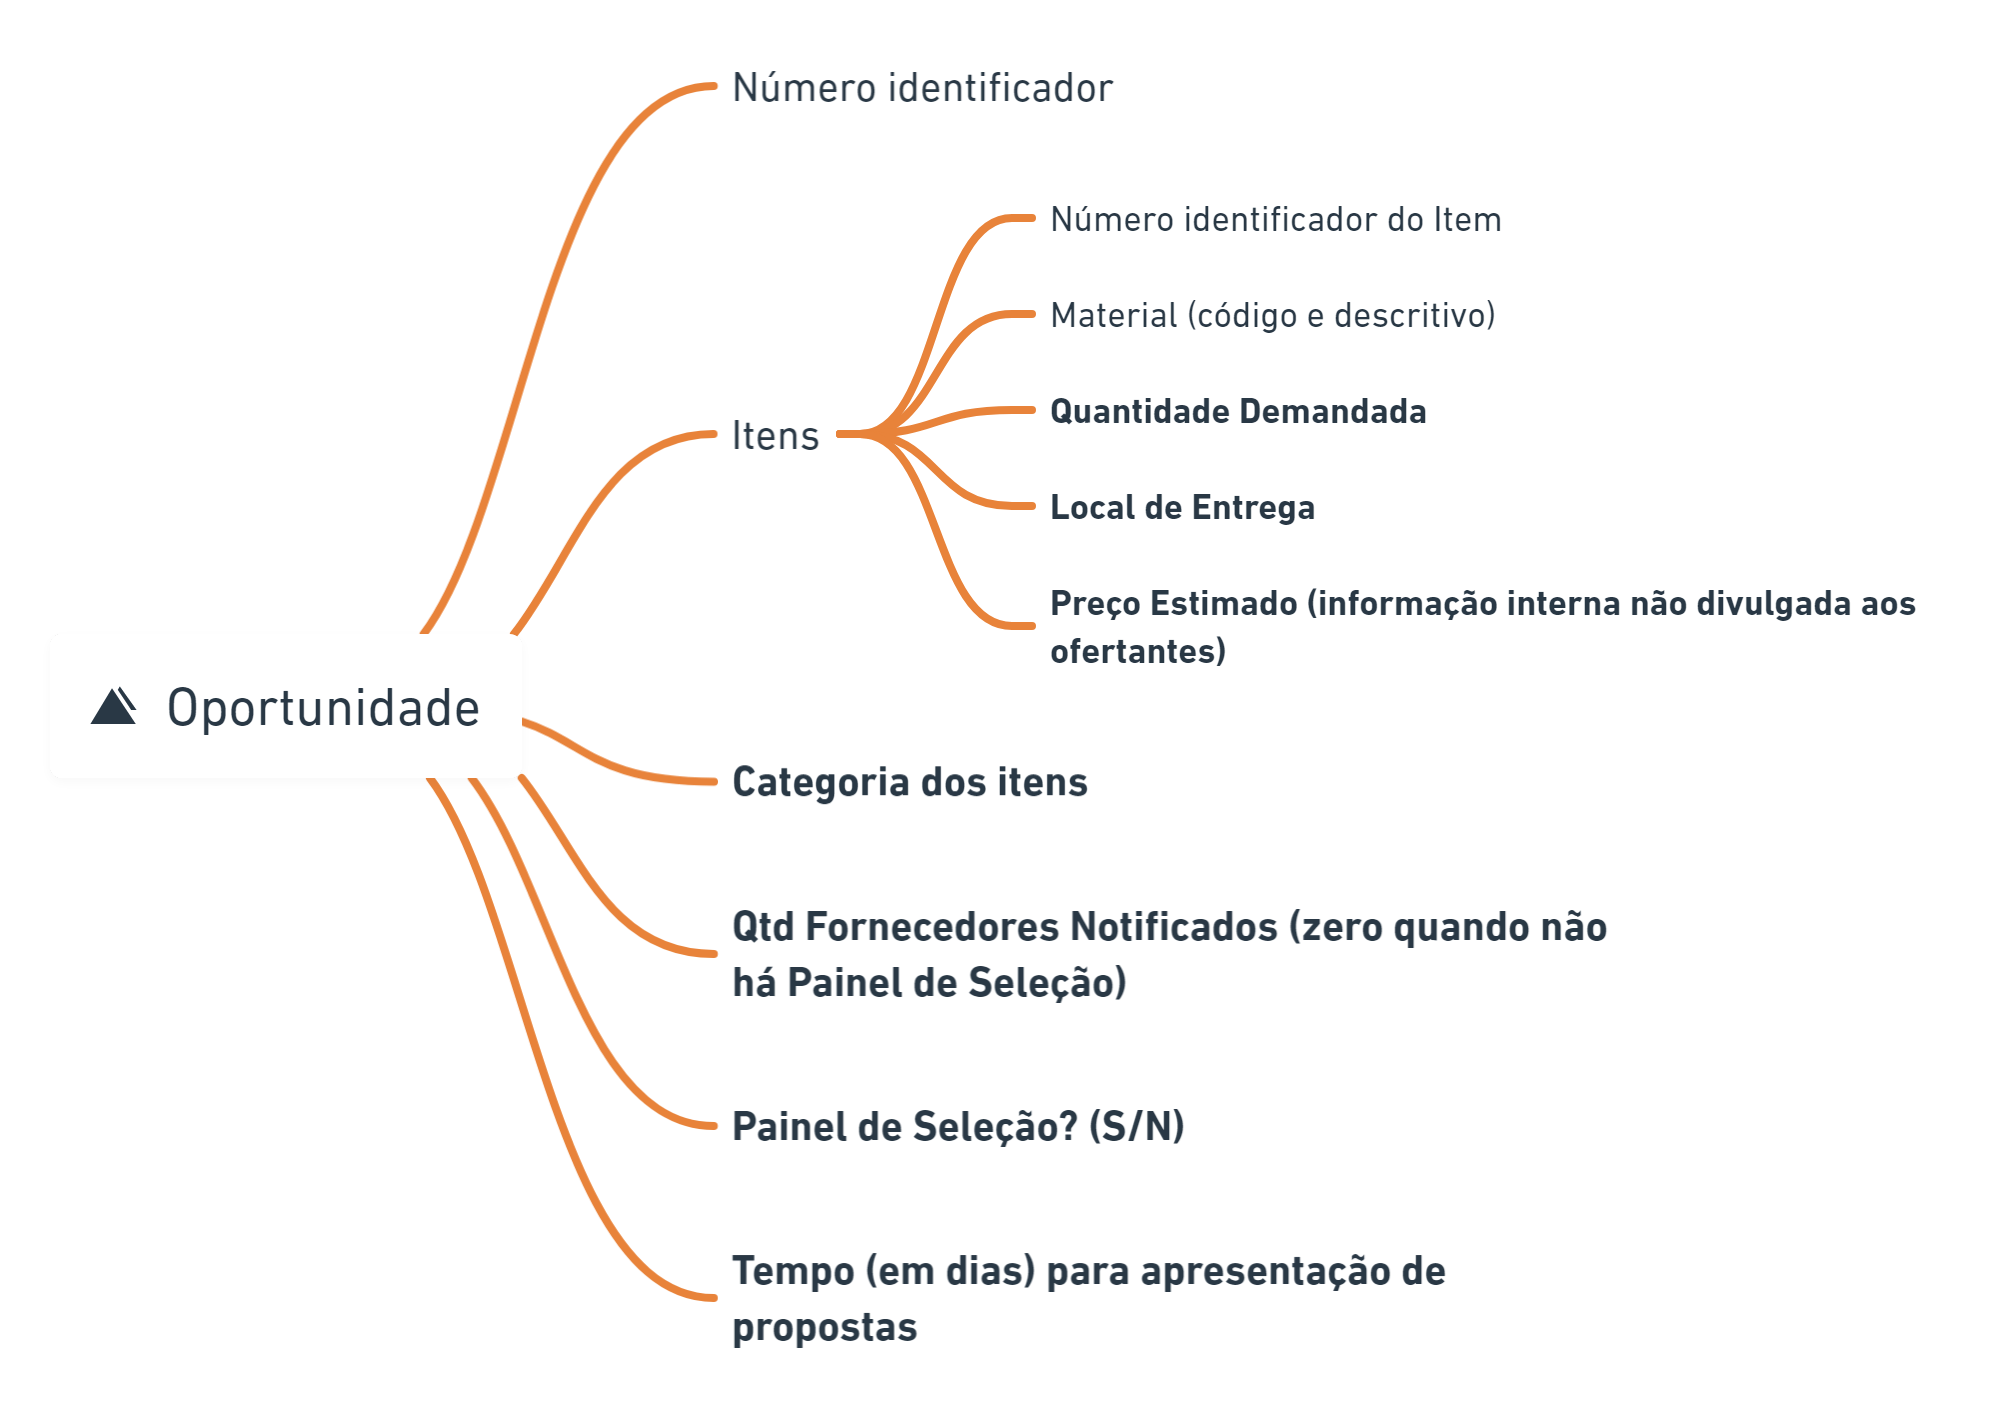 Número identificador
Número identificador do Item
Material (código e descritivo)
Quantidade Demandada
Itens
Local de Entrega
Preço Estimado (informação interna não divulgada aos
ofertantes)
Oportunidade
Categoria dos itens
Qtd Fornecedores Notificados (zero quando não
há Painel de Seleção)
Painel de Seleção? (S/N)
Tempo (em dias) para apresentação de
propostas